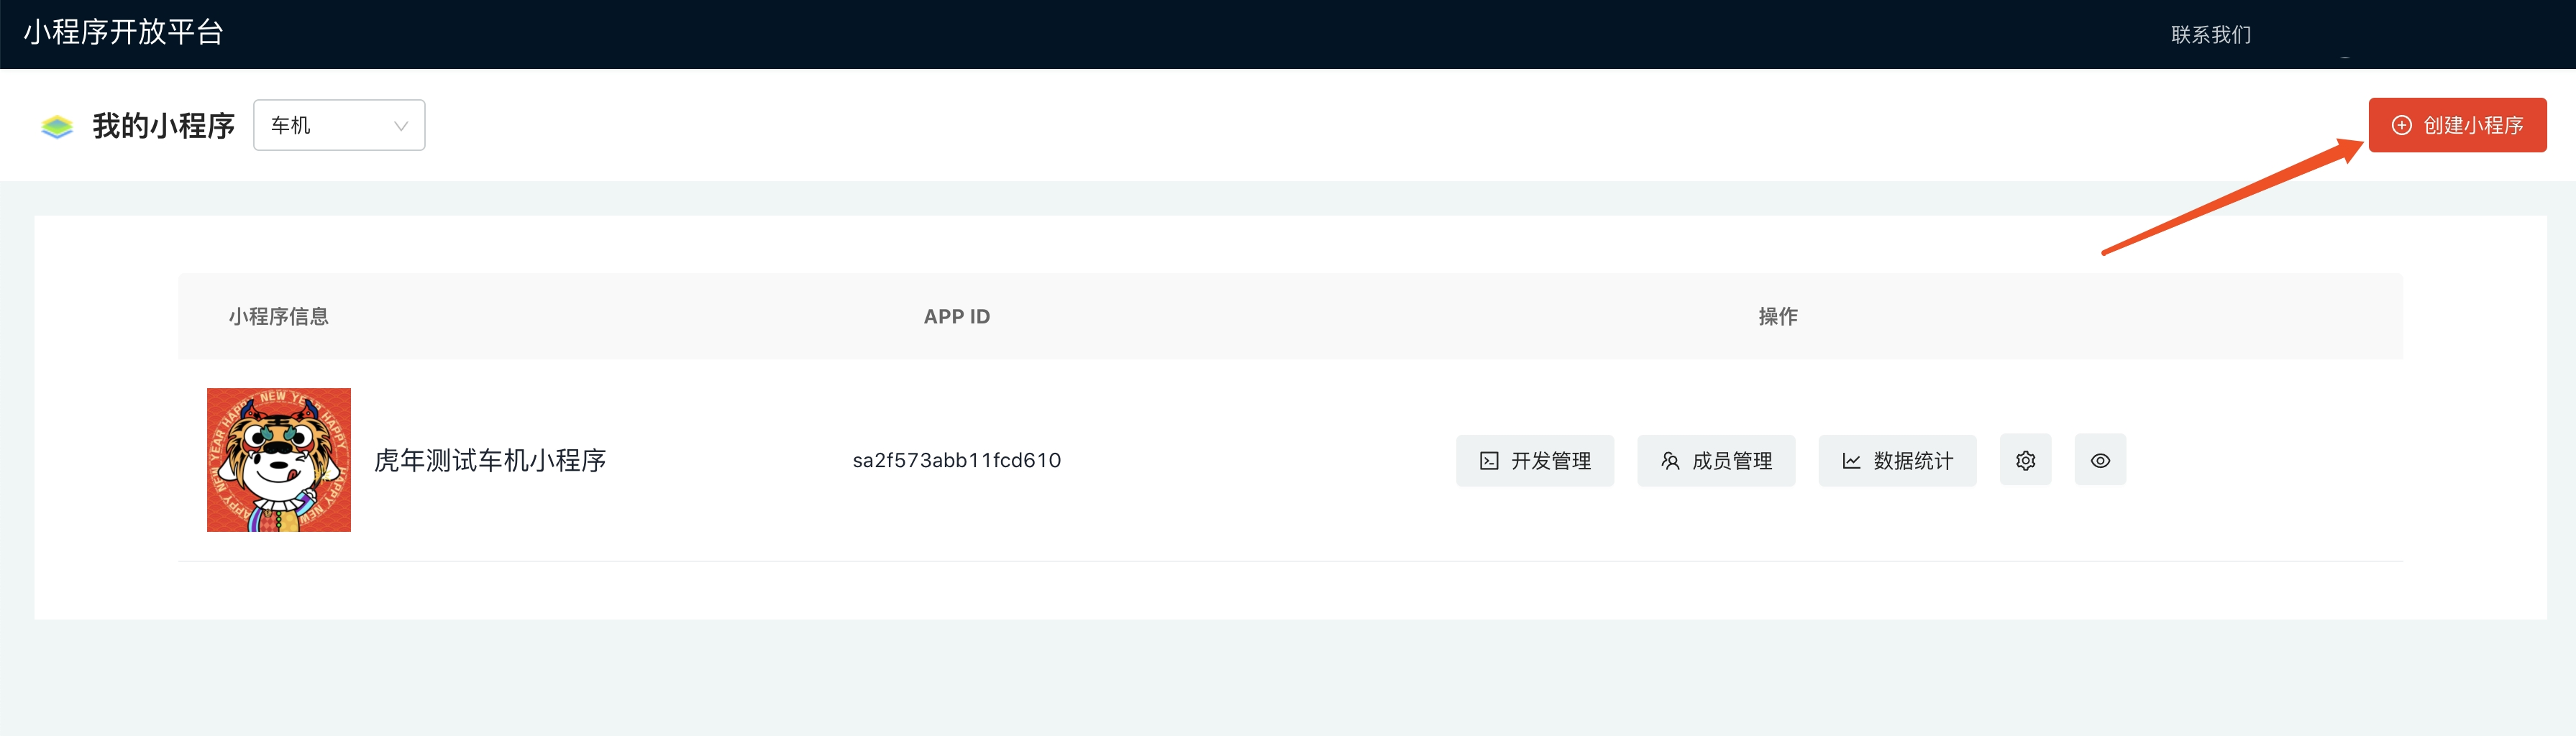 小程序开放平台
联系我们
我的小程序
车机
创建小程序
小程序信息
APP ID
操作
HAPPY NEW YEAR HAPPY NEW YEAR HAPPY NEW
虎年测试车机小程序
sa2f573abb11fcd610
开发管理
成员管理
数据统计